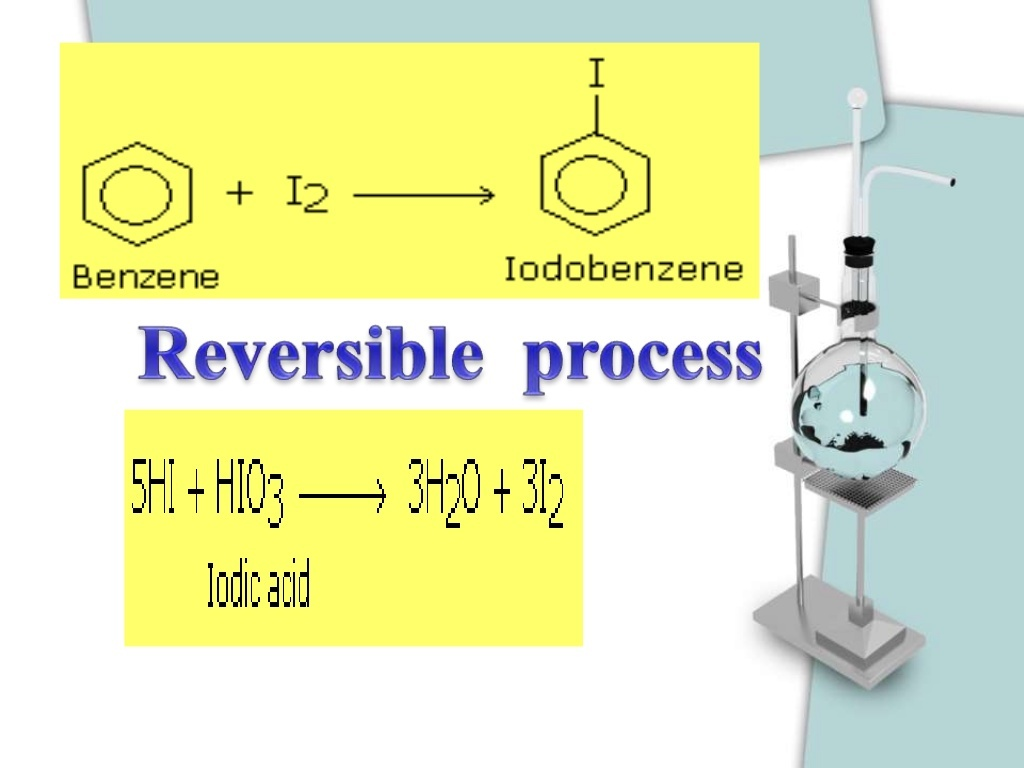 I
+ I2
Benzene
Iodobenzene
Reversible process
5HI + HIO3 ⟶ 3H2O + 3I2
Iodic acid